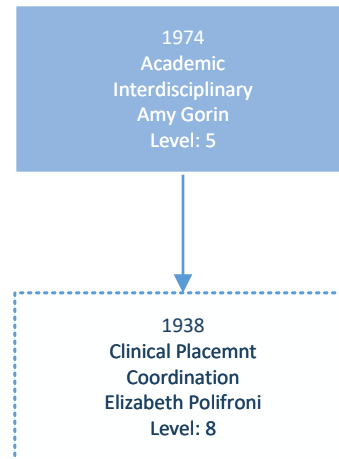 1974
Academic
Interdisciplinary
Amy Gorin
Level: 5
1938
Clinical Placemnt
Coordination
Elizabeth Polifroni
Level: 8